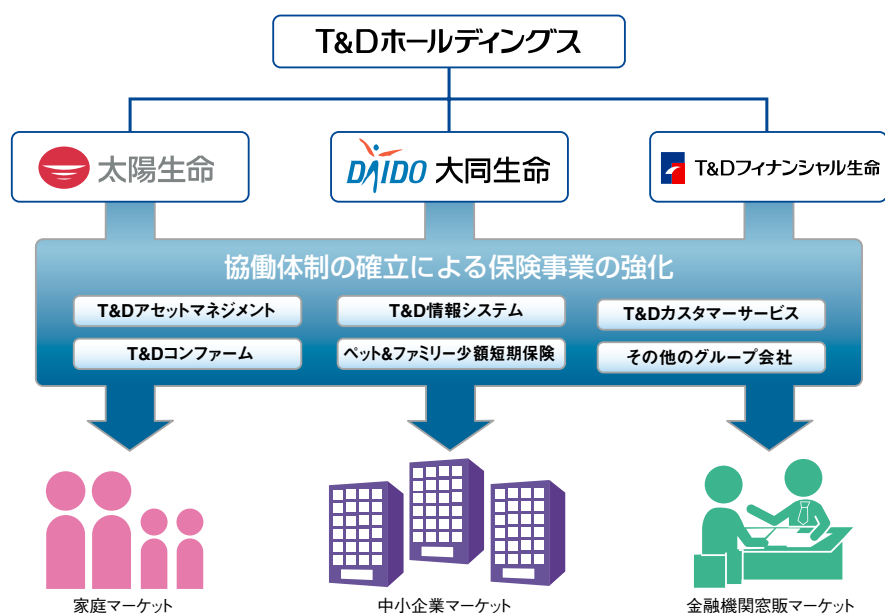 T&Dホールディングス
太陽生命
DAIDO 大同生命
T&Dフィナンシャル生命
協働体制の確立による保険事業の強化
T&Dアセットマネジメント
T&D情報システム
T&Dカスタマーサービス
T&Dコンファーム
ペット&ファミリー少額短期保険
その他のグループ会社
家庭マーケット
中小企業マーケット
金融機関窓販マーケット